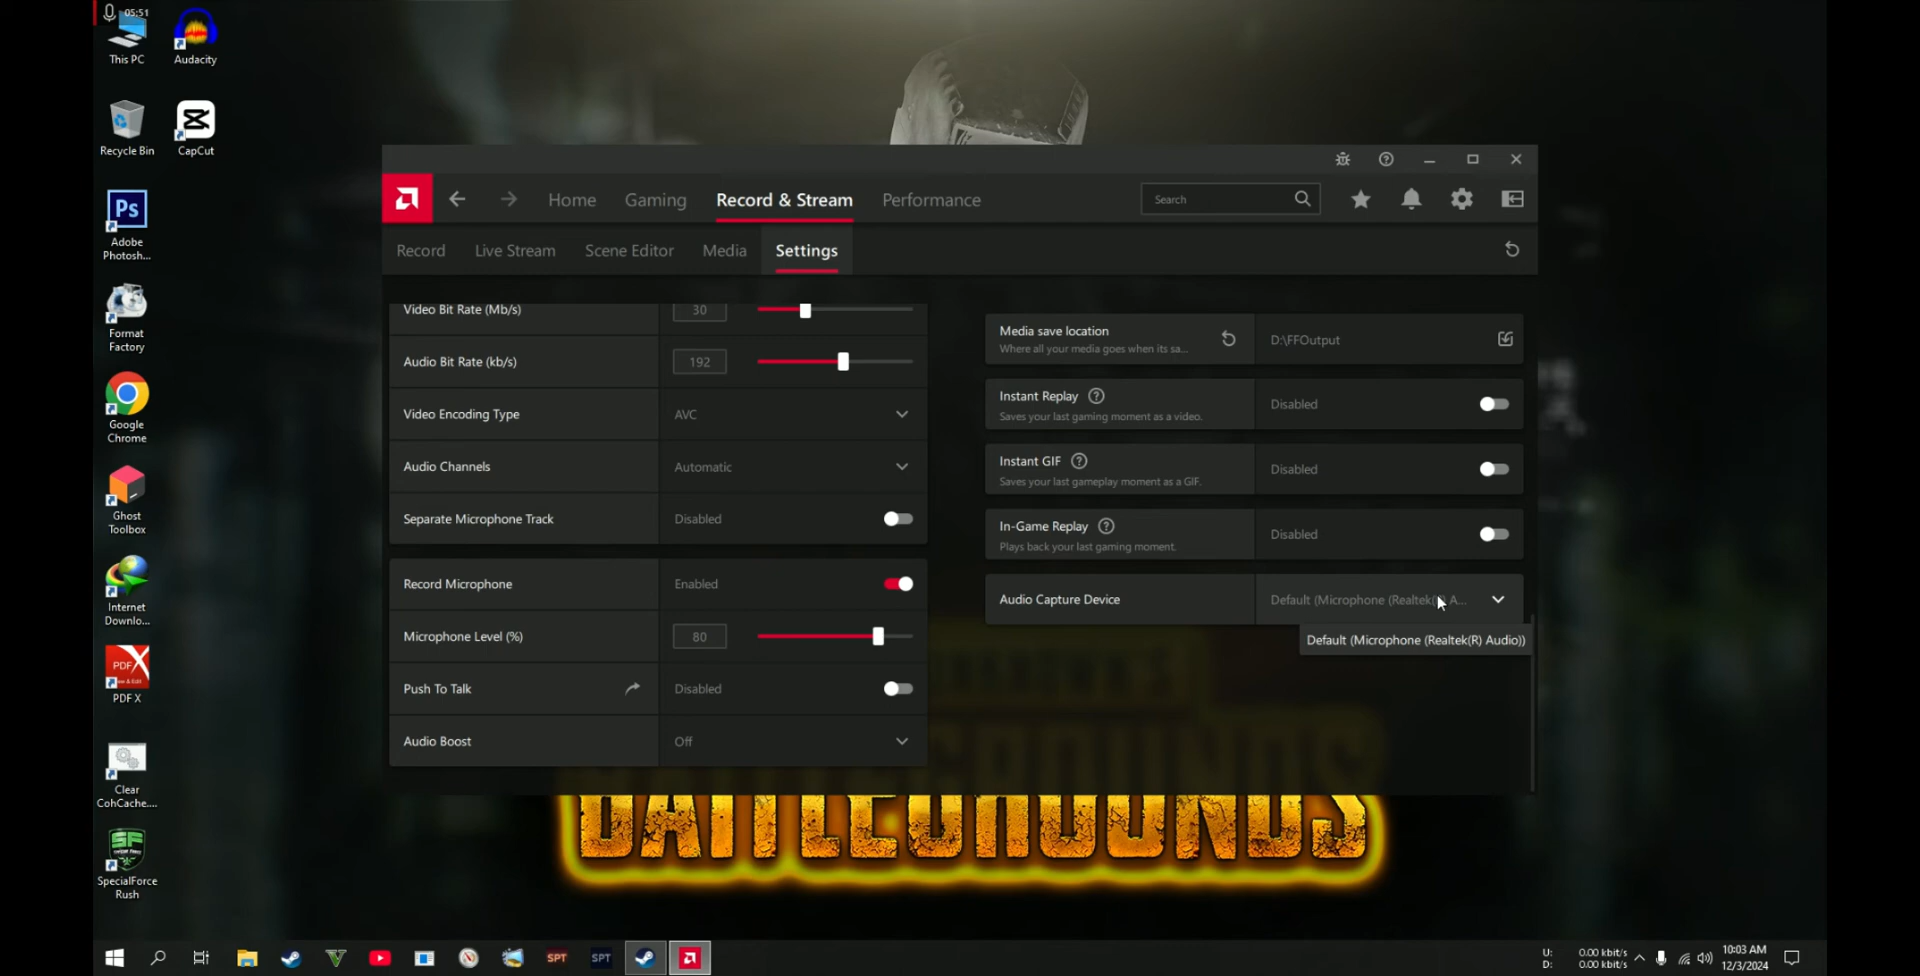 05:51
This PC
Audacity
Recycle Bin
CapCut
Ps
Adobe
Photosh...
Format
Factory
Google
Chrome
Ghost
Toolbox
Internet
Downlo...
PDF
PDF X
Clear
CohCache....
SF
SpecialForce
Rush
Home
Gaming
Record & Stream
Performance
Search
Record
Live Stream
Scene Editor
Media
Settings
Video Bit Rate (Mb/s)
30
Audio Bit Rate (kb/s)
192
Video Encoding Type
AVC
Audio Channels
Automatic
Separate Microphone Track
Disabled
Record Microphone
Enabled
Microphone Level (%)
80
Push To Talk
Disabled
Audio Boost
Off
Media save location
Where all your media goes when its sa...
D:\FFOutput
Instant Replay
Saves your last gaming moment as a video.
Disabled
Instant GIF
Saves your last gameplay moment as a GIF.
Disabled
In-Game Replay
Plays back your last gaming moment.
Disabled
Audio Capture Device
Default (Microphone (Realtek(R) A...
Default (Microphone (Realtek(R) Audio))
BATTLEGROUNDS
SPT
SPT
U:
0.00 kbit/s
D:
0.00 kbit/s
10:03 AM
12/3/2024